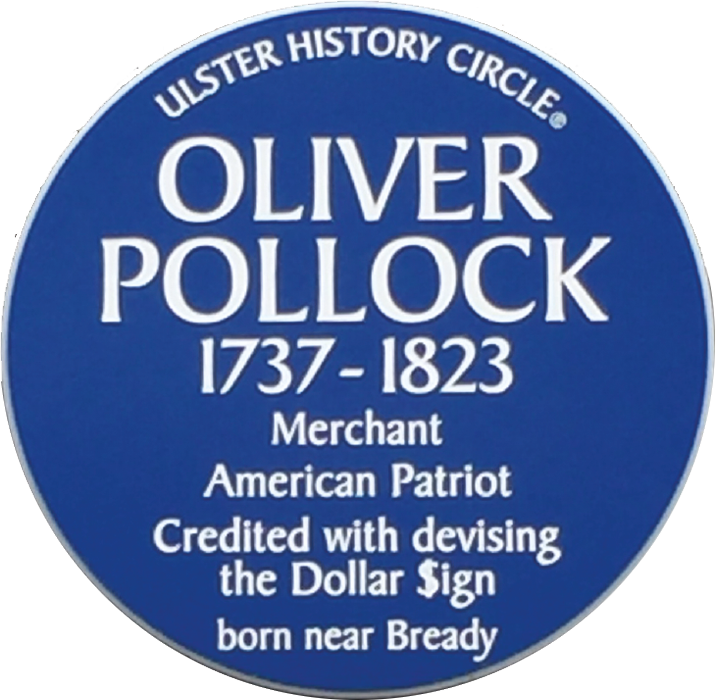 ULSTER HISTORY CIRCLE®
OLIVER
POLLOCK
1737-1823
Merchant
American Patriot
Credited with devising
the Dollar $ign
born near Bready